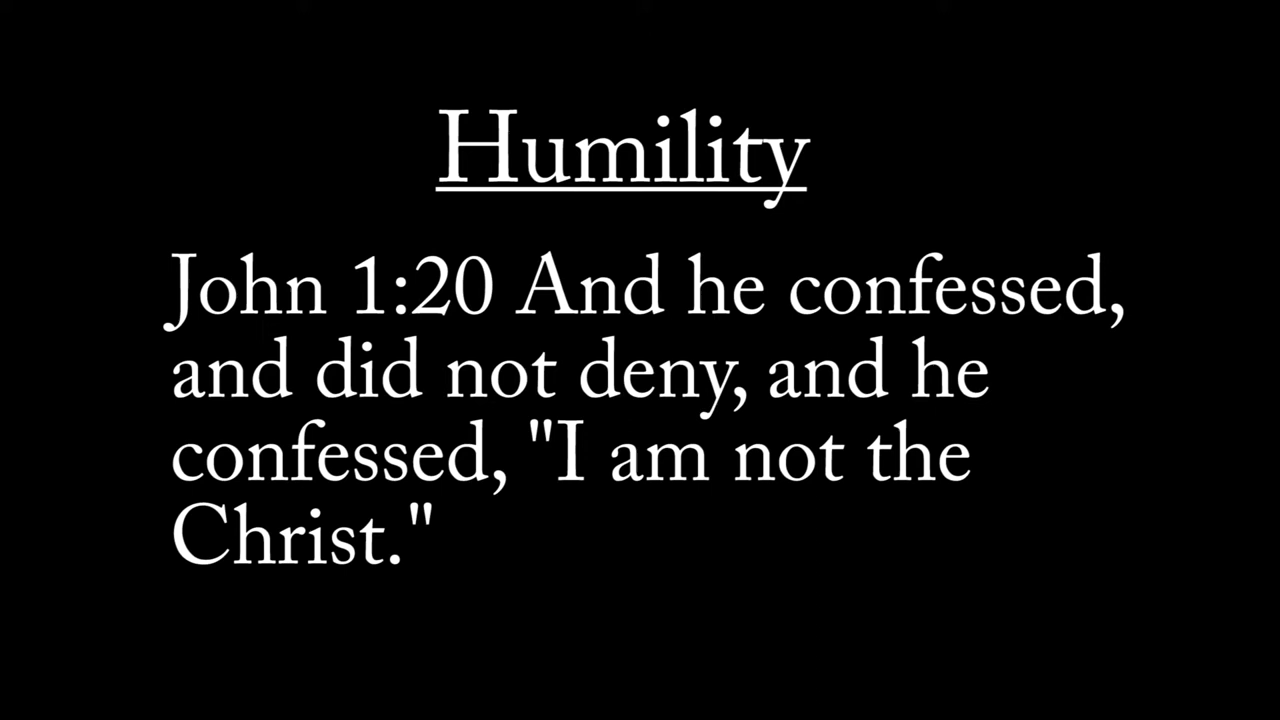 Humility
John 1:20 And he confessed,
and did not deny, and he
confessed, "I am not the
Christ."